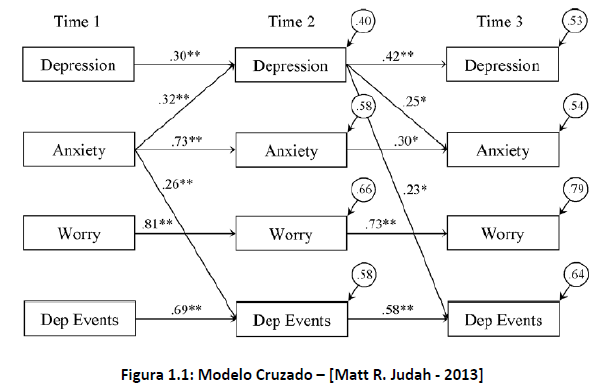 Time 1 Time 2 Time 3
.40 .53
Depression .30** Depression .42** Depression
.32** .25*
.58 .54
Anxiety .73** Anxiety .30* Anxiety
.26** .23*
.66 .79
Worry .81** Worry .73** Worry
.58 .64
Dep Events .69** Dep Events .58** Dep Events
Figura 1.1: Modelo Cruzado – [Matt R. Judah - 2013]